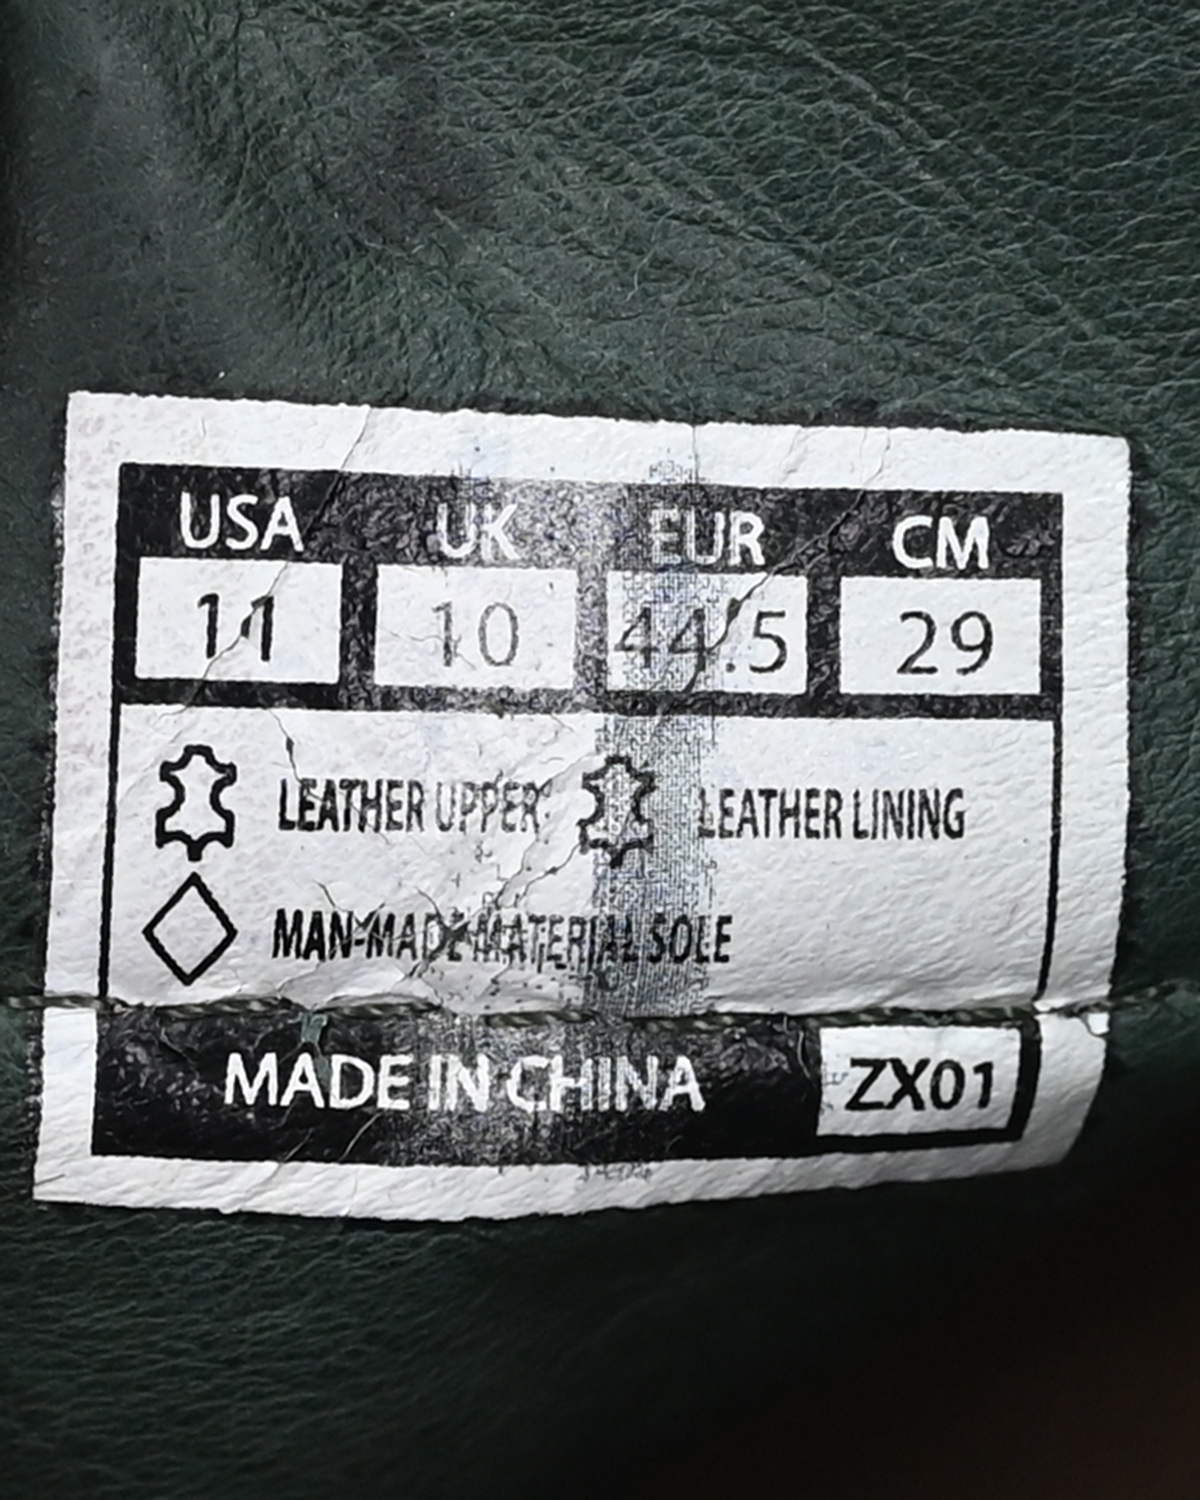 USA UK EUR CM
11 10 44.5 29
LEATHER UPPER LEATHER LINING
MAN-MADE MATERIAL SOLE
MADE IN CHINA ZX01